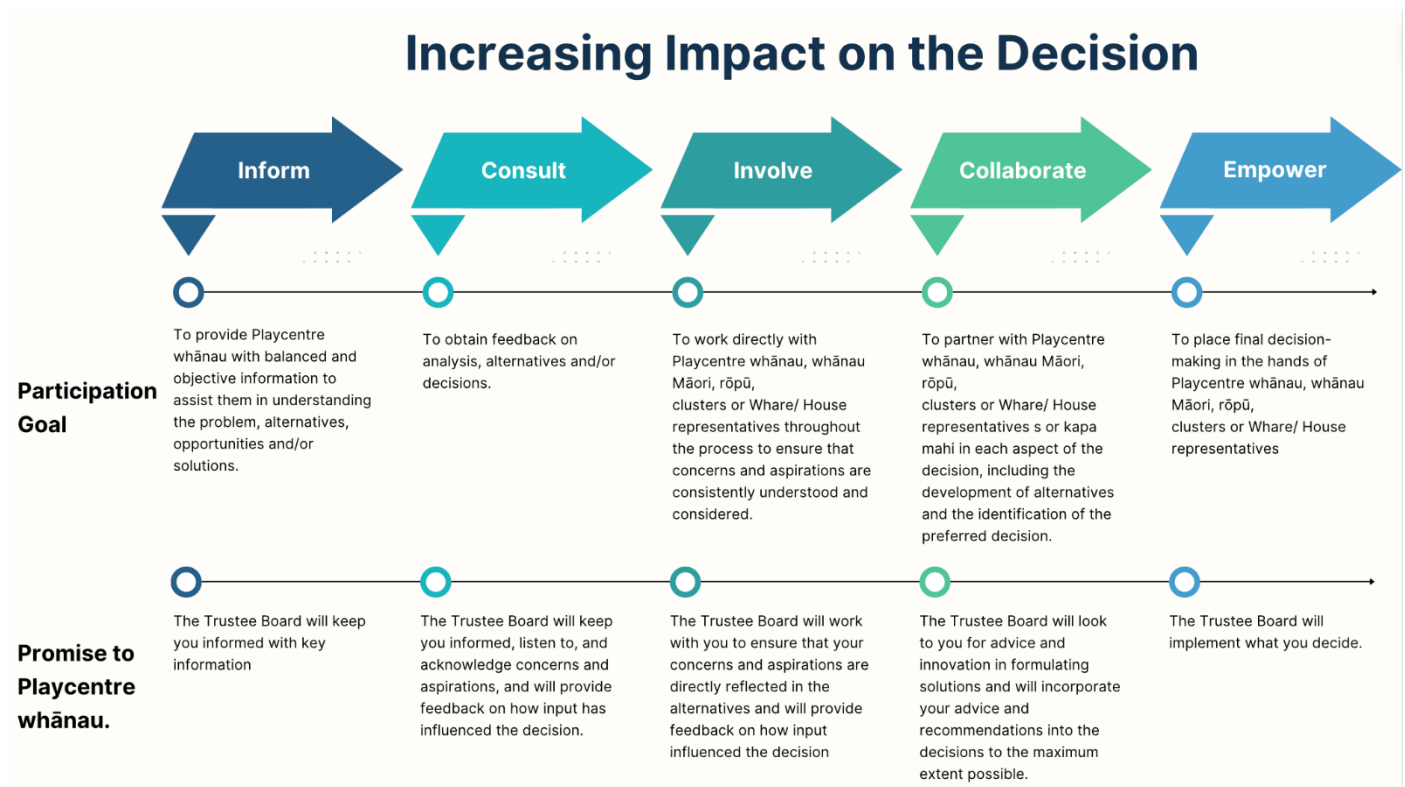 Increasing Impact on the Decision
Inform
Consult
Involve
Collaborate
Empower
Participation
Goal
To provide Playcentre
whānau with balanced and
objective information to
assist them in understanding
the problem, alternatives,
opportunities and/or
solutions.
To obtain feedback on
analysis, alternatives and/or
decisions.
To work directly with
Playcentre whānau, whānau
Māori, rōpū,
clusters or Whare/ House
representatives throughout
the process to ensure that
concerns and aspirations are
consistently understood and
considered.
To partner with Playcentre
whānau, whānau Māori,
rōpū,
clusters or Whare/ House
representatives s or kapa
mahi in each aspect of the
decision, including the
development of alternatives
and the identification of the
preferred decision.
To place final decision-
making in the hands of
Playcentre whānau, whānau
Māori, rōpū,
clusters or Whare/ House
representatives
Promise to
Playcentre
whānau.
The Trustee Board will keep
you informed with key
information
The Trustee Board will keep
you informed, listen to, and
acknowledge concerns and
aspirations, and will provide
feedback on how input has
influenced the decision.
The Trustee Board will work
with you to ensure that your
concerns and aspirations are
directly reflected in the
alternatives and will provide
feedback on how input
influenced the decision
The Trustee Board will look
to you for advice and
innovation in formulating
solutions and will incorporate
your advice and
recommendations into the
decisions to the maximum
extent possible.
The Trustee Board will
implement what you decide.